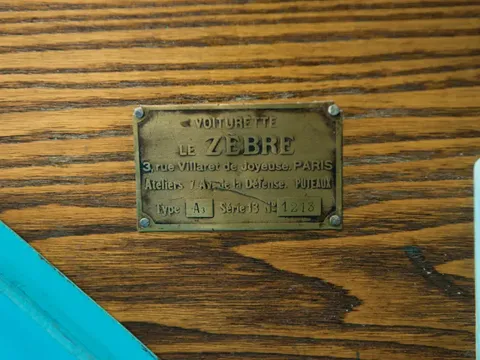 VOITURETTE
LE ZÈBRE
3, rue Villaret de Joyeuse. PARIS
Ateliers 7 Av. de la Défense. PUTEAUX
Type A, Série 13 No 1313